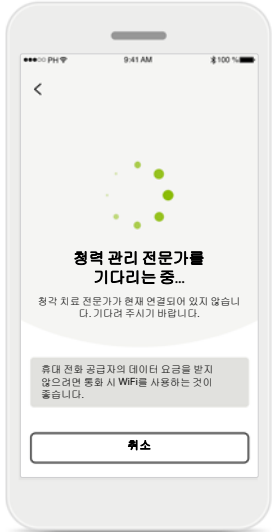 PH 9:41 AM 100 %
청력 관리 전문가를
기다리는 중...
청각 치료 전문가가 현재 연결되어 있지 않습니
다. 기다려 주시기 바랍니다.
휴대 전화 공급자의 데이터 요금을 받지
않으려면 통화 시 WiFi를 사용하는 것이
좋습니다.
취소